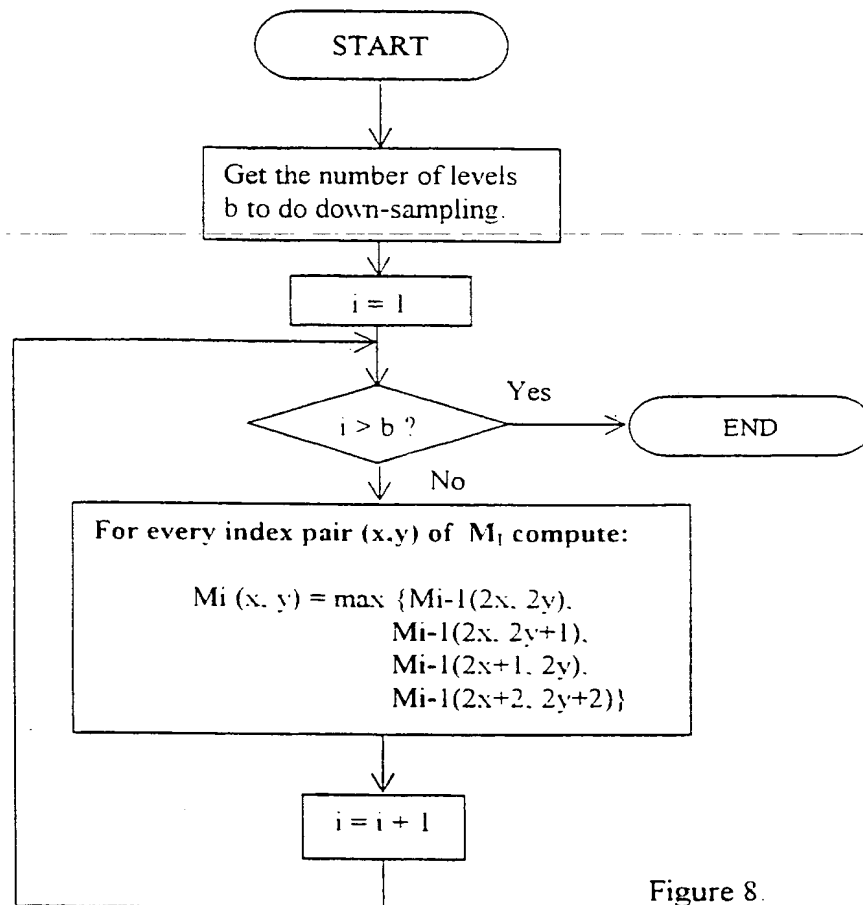 START
Get the number of levels
b to do down-sampling.
i = 1
i > b ?
Yes
END
No
For every index pair (x,y) of Mi compute:
Mi (x, y) = max {Mi-1(2x, 2y),
Mi-1(2x, 2y+1),
Mi-1(2x+1, 2y),
Mi-1(2x+2, 2y+2)}
i = i + 1
Figure 8.